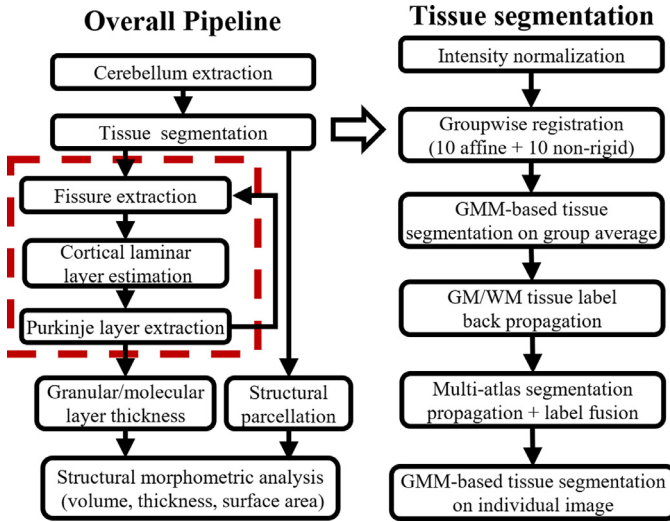 Overall Pipeline
Cerebellum extraction
Tissue segmentation
Fissure extraction
Cortical laminar
layer estimation
Purkinje layer extraction
Granular/molecular
layer thickness
Structural
parcellation
Structural morphometric analysis
(volume, thickness, surface area)
Tissue segmentation
Intensity normalization
Groupwise registration
(10 affine + 10 non-rigid)
GMM-based tissue
segmentation on group average
GM/WM tissue label
back propagation
Multi-atlas segmentation
propagation + label fusion
GMM-based tissue segmentation
on individual image